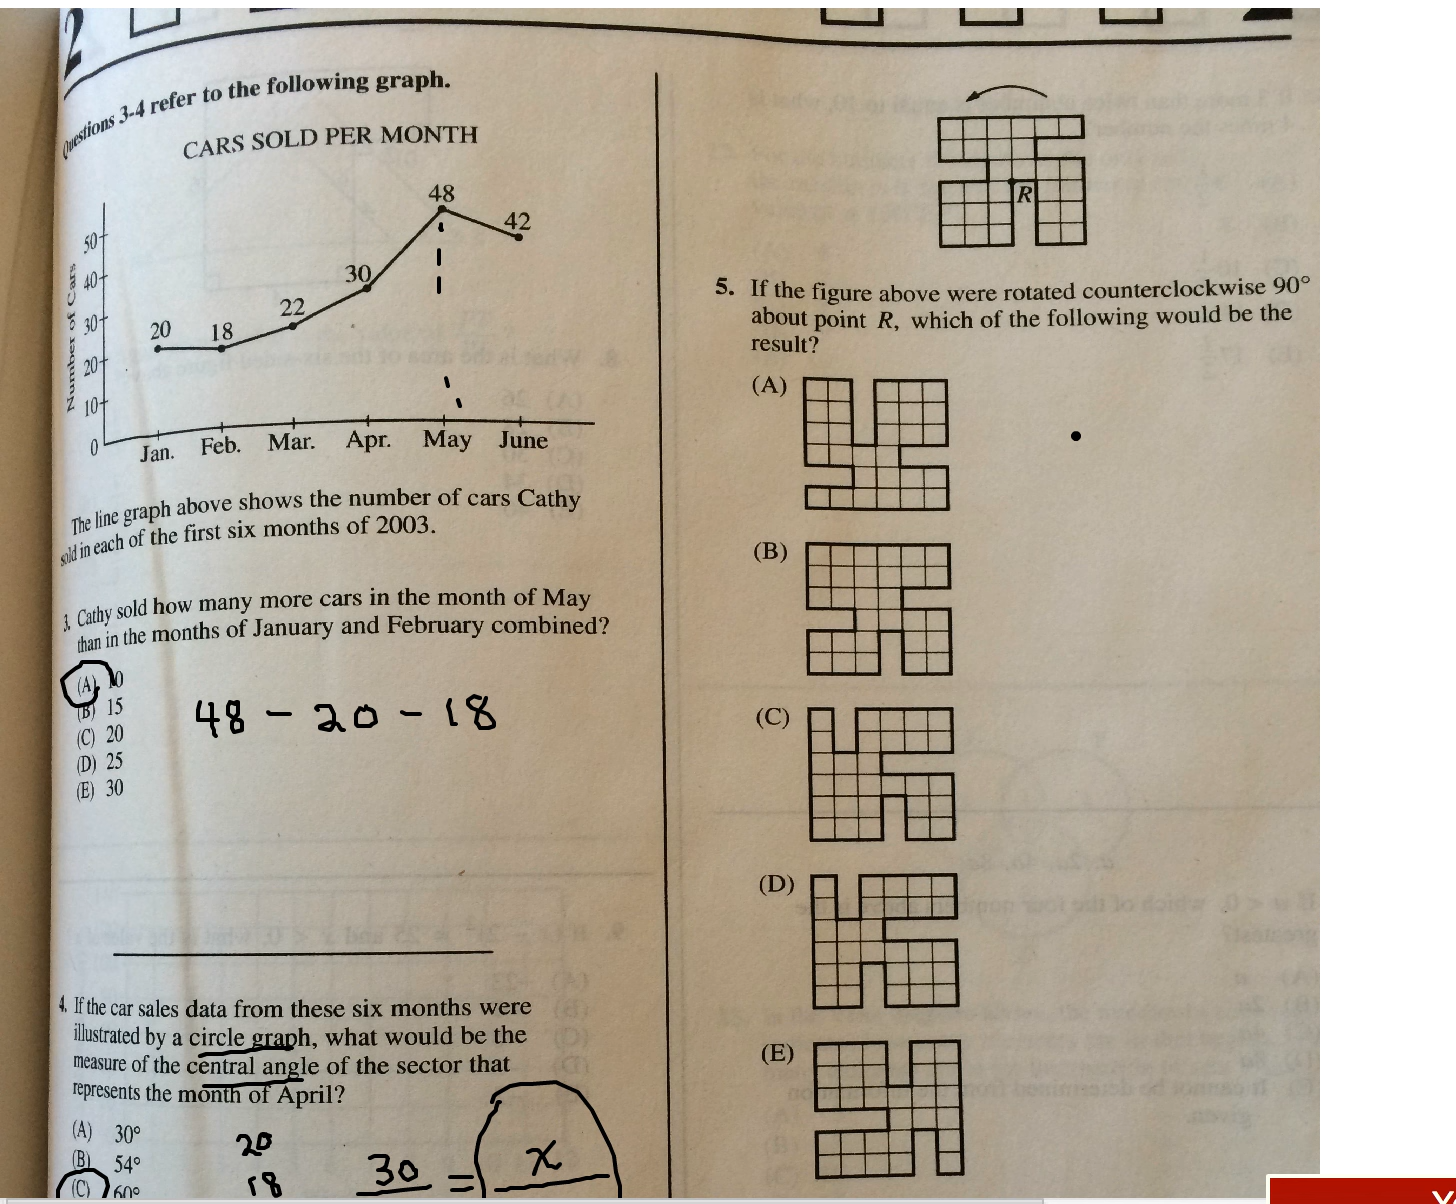 2
2
Questions 3-4 refer to the following graph.
CARS SOLD PER MONTH
Number of Cars
50
40
30
20
10
0
20
18
22
30
48
42
Jan.
Feb.
Mar.
Apr.
May
June
The line graph above shows the number of cars Cathy
sold in each of the first six months of 2003.
3. Cathy sold how many more cars in the month of May
than in the months of January and February combined?
(A) 10
(B) 15
(C) 20
(D) 25
(E) 30
48 - 20 - 18
4. If the car sales data from these six months were
illustrated by a circle graph, what would be the
measure of the central angle of the sector that
represents the month of April?
(A) 30°
(B) 54°
(C) 60°
20
18
30 = x
R
5. If the figure above were rotated counterclockwise 90°
about point R, which of the following would be the
result?
(A)
(B)
(C)
(D)
(E)